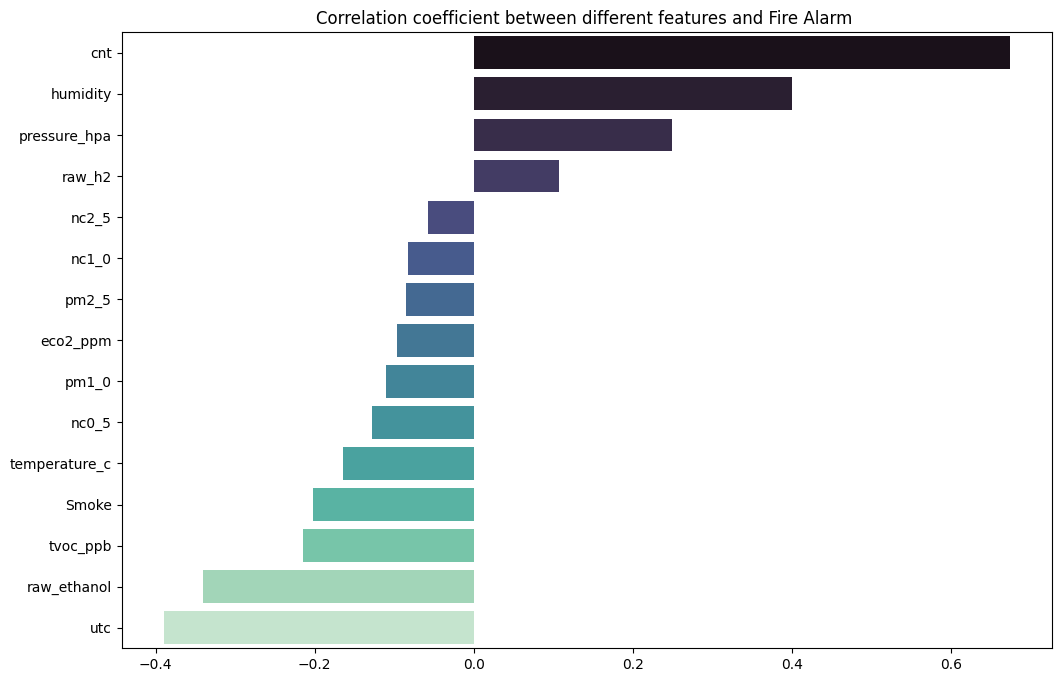 Correlation coefficient between different features and Fire Alarm
cnt
humidity
pressure_hpa
raw_h2
nc2_5
nc1_0
pm2_5
eco2_ppm
pm1_0
nc0_5
temperature_c
Smoke
tvoc_ppb
raw_ethanol
utc
−0.4 −0.2 0.0 0.2 0.4 0.6